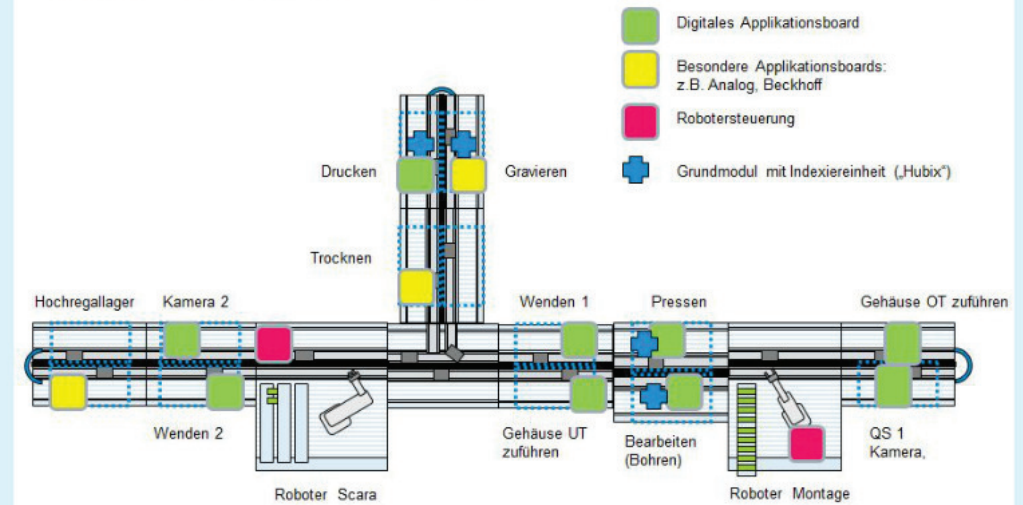 Digitales Applikationsboard
Besondere Applikationsboards:
z.B. Analog, Beckhoff
Robotersteuerung
Grundmodul mit Indexiereinheit („Hubix“)
Drucken
Gravieren
Trocknen
Hochregallager
Kamera 2
Wenden 1
Pressen
Gehäuse OT zuführen
Wenden 2
Gehäuse UT
zuführen
Bearbeiten
(Bohren)
QS 1
Kamera,
Roboter Scara
Roboter Montage